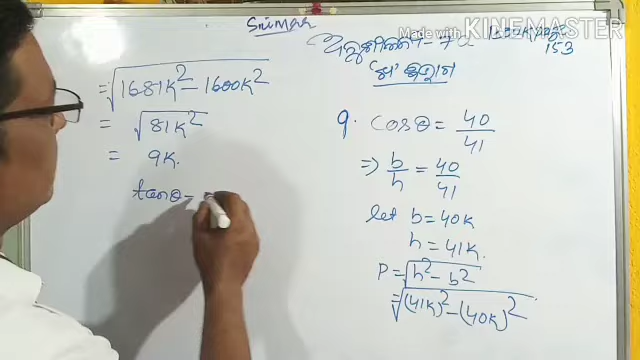 Made with KINEMASTER
153
'ଖ' ବିଭାଗ
9. cosθ = 40/41
⇒ b/h = 40/41
let b = 40k
h = 41k.
P = √h² - b²
= √(41k)² - (40k)²
= √1681k² - 1600k²
= √81k²
= 9k.
tanθ =